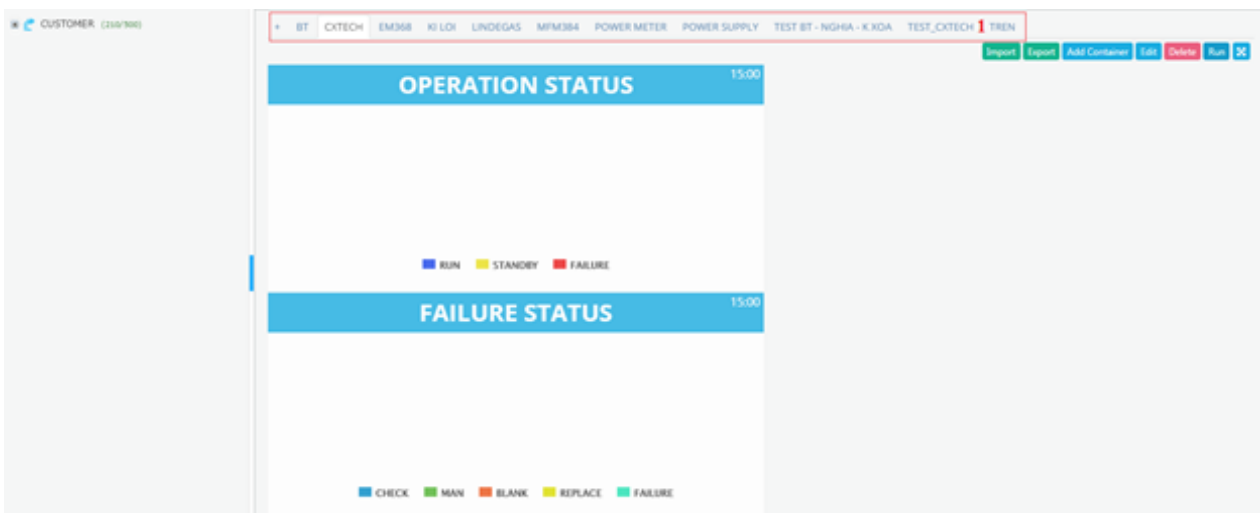 CUSTOMER (210/300)
+ BT CXTECH EM368 KI LOI LINDEGAS MFM384 POWER METER POWER SUPPLY TEST BT - NGHIA - K.XOA TEST_CXTECH 1 TREN
Import Export Add Container Edit Delete Run
OPERATION STATUS 15:00
RUN STANDBY FAILURE
FAILURE STATUS 15:00
CHECK MAN BLANK REPLACE FAILURE